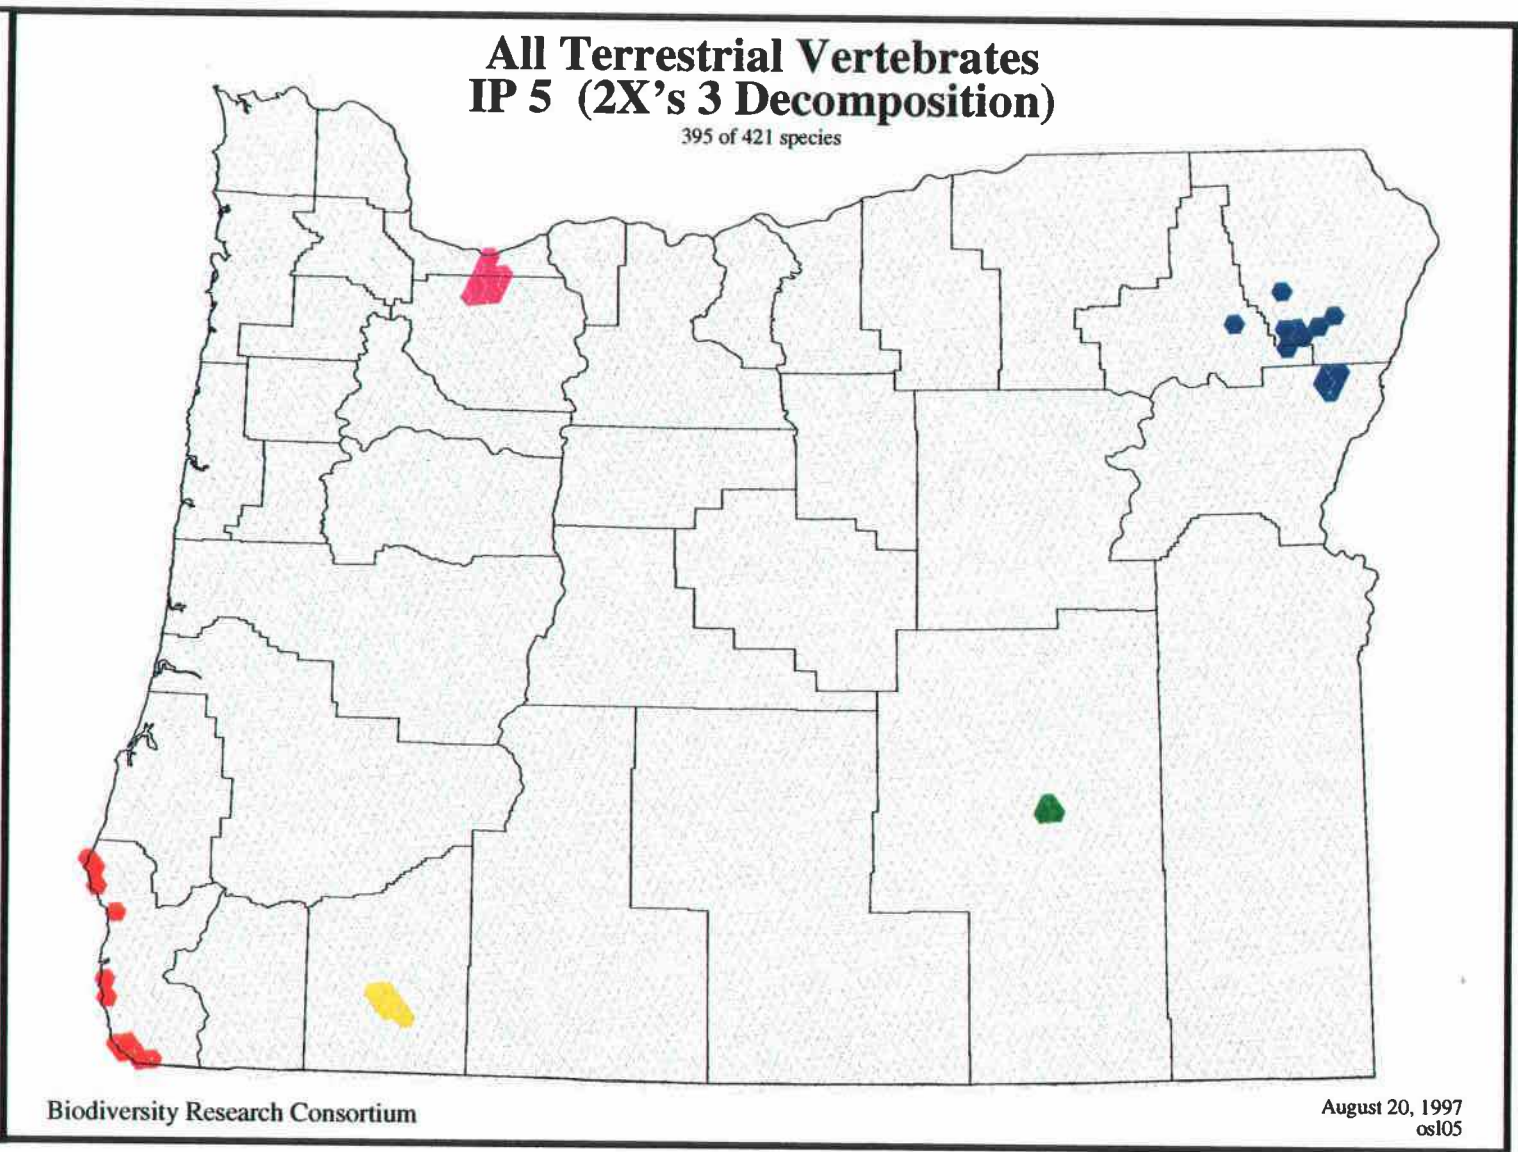 All Terrestrial Vertebrates
IP 5 (2X's 3 Decomposition)
395 of 421 species
Biodiversity Research Consortium
August 20, 1997
osl05